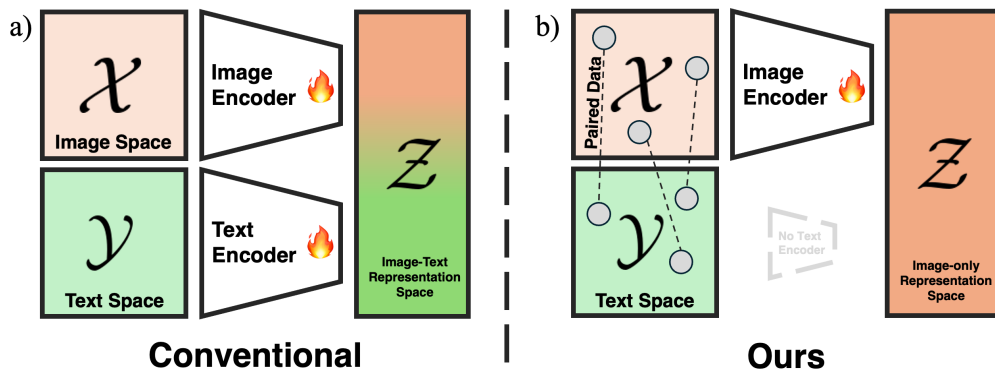 a)
𝒳
Image Space
Image
Encoder
𝒴
Text Space
Text
Encoder
𝒵
Image-Text
Representation
Space
Conventional
b)
Paired Data
𝒳
Image
Encoder
𝒴
Text Space
No Text
Encoder
𝒵
Image-only
Representation
Space
Ours